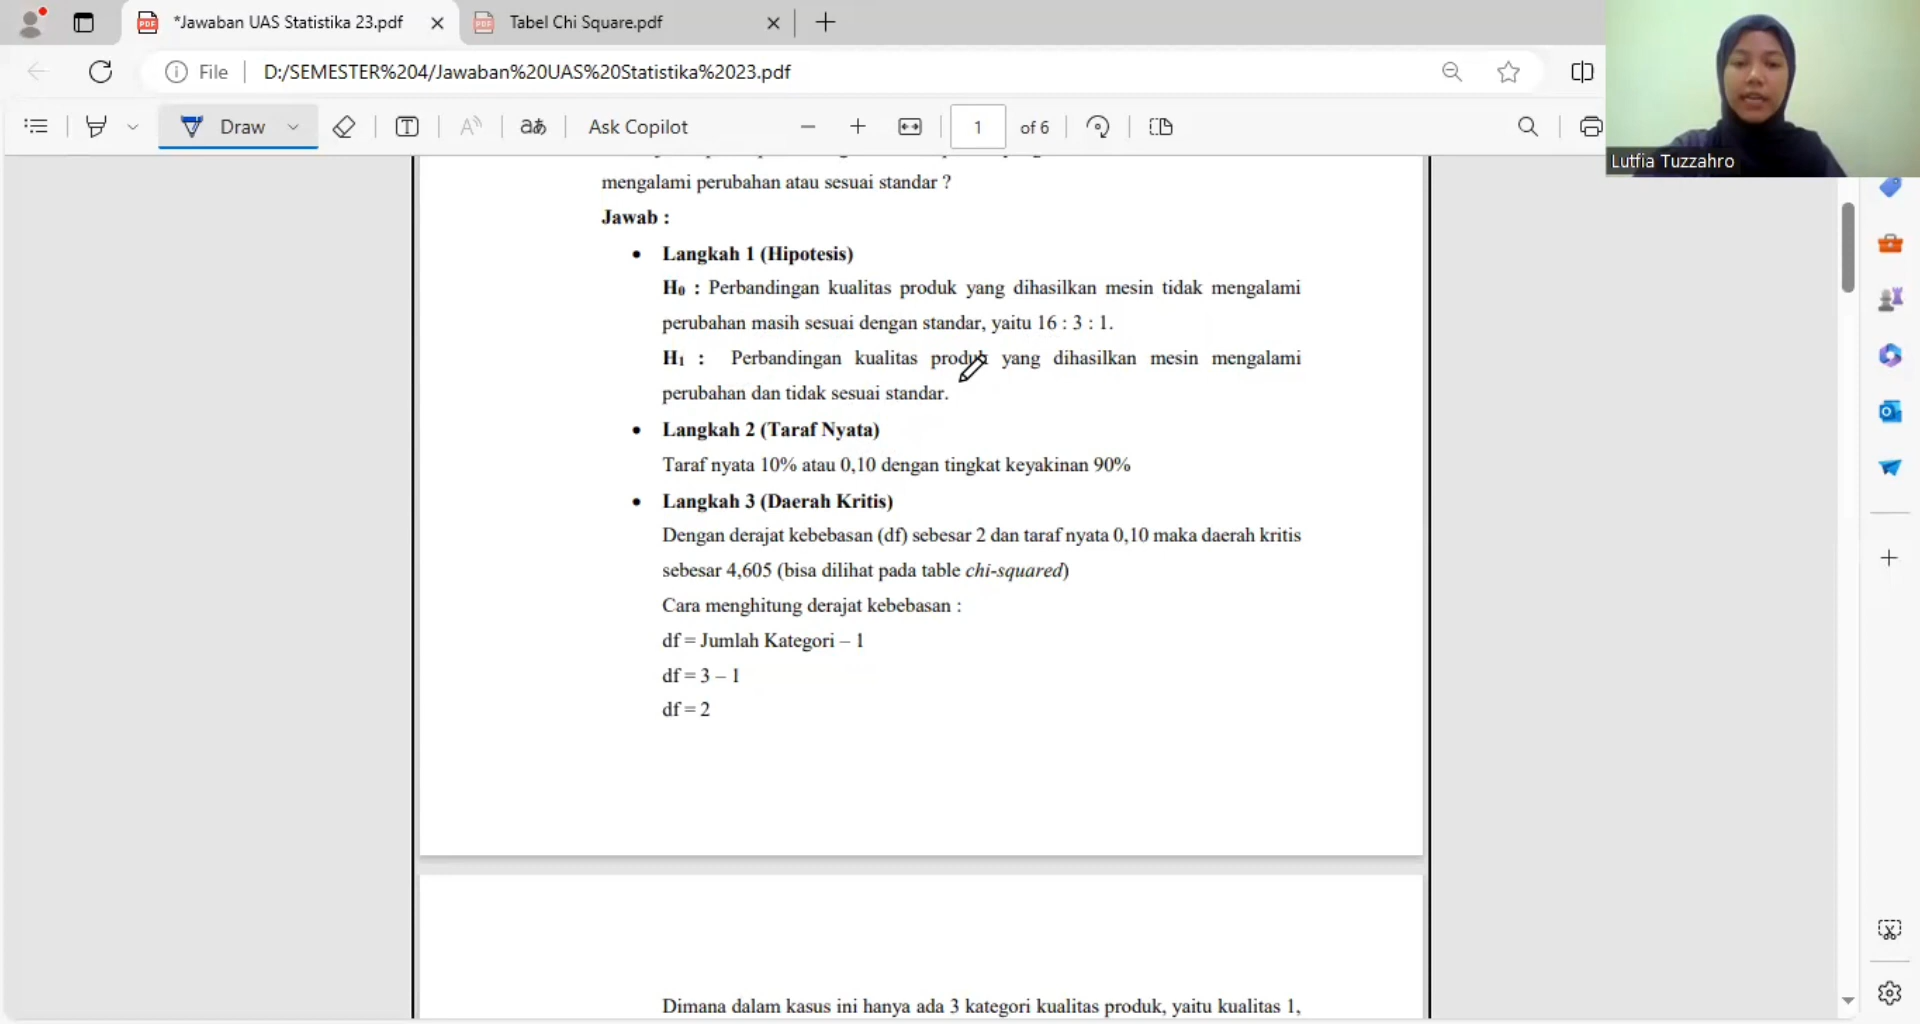 *Jawaban UAS Statistika 23.pdf
Tabel Chi Square.pdf
File
D:/SEMESTER%204/Jawaban%20UAS%20Statistika%2023.pdf
Draw
Ask Copilot
1 of 6
Lutfia Tuzzahro
mengalami perubahan atau sesuai standar ?
Jawab :
• Langkah 1 (Hipotesis)
H₀ : Perbandingan kualitas produk yang dihasilkan mesin tidak mengalami
perubahan masih sesuai dengan standar, yaitu 16 : 3 : 1.
H₁ : Perbandingan kualitas produk yang dihasilkan mesin mengalami
perubahan dan tidak sesuai standar.
• Langkah 2 (Taraf Nyata)
Taraf nyata 10% atau 0,10 dengan tingkat keyakinan 90%
• Langkah 3 (Daerah Kritis)
Dengan derajat kebebasan (df) sebesar 2 dan taraf nyata 0,10 maka daerah kritis
sebesar 4,605 (bisa dilihat pada table chi-squared)
Cara menghitung derajat kebebasan :
df = Jumlah Kategori – 1
df = 3 – 1
df = 2
Dimana dalam kasus ini hanya ada 3 kategori kualitas produk, yaitu kualitas 1,